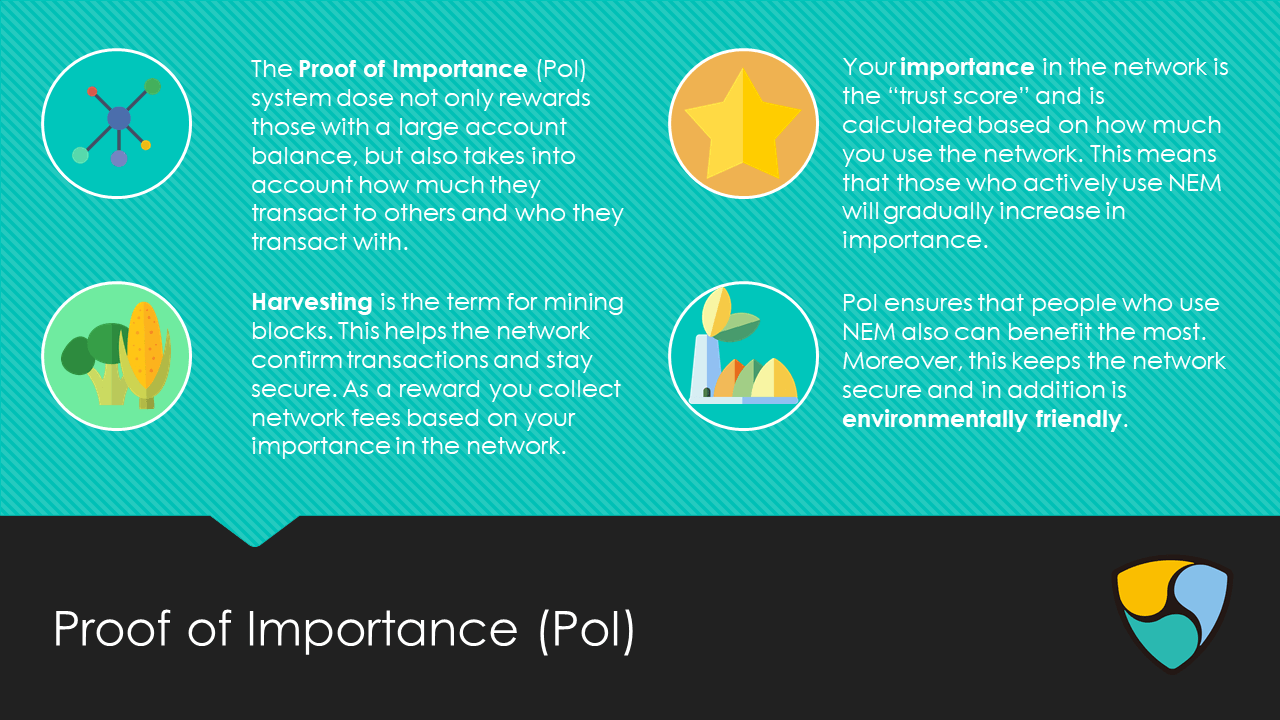 The Proof of Importance (PoI)
system dose not only rewards
those with a large account
balance, but also takes into
account how much they
transact to others and who they
transact with.
Your importance in the network is
the “trust score” and is
calculated based on how much
you use the network. This means
that those who actively use NEM
will gradually increase in
importance.
Harvesting is the term for mining
blocks. This helps the network
confirm transactions and stay
secure. As a reward you collect
network fees based on your
importance in the network.
PoI ensures that people who use
NEM also can benefit the most.
Moreover, this keeps the network
secure and in addition is
environmentally friendly.
Proof of Importance (PoI)